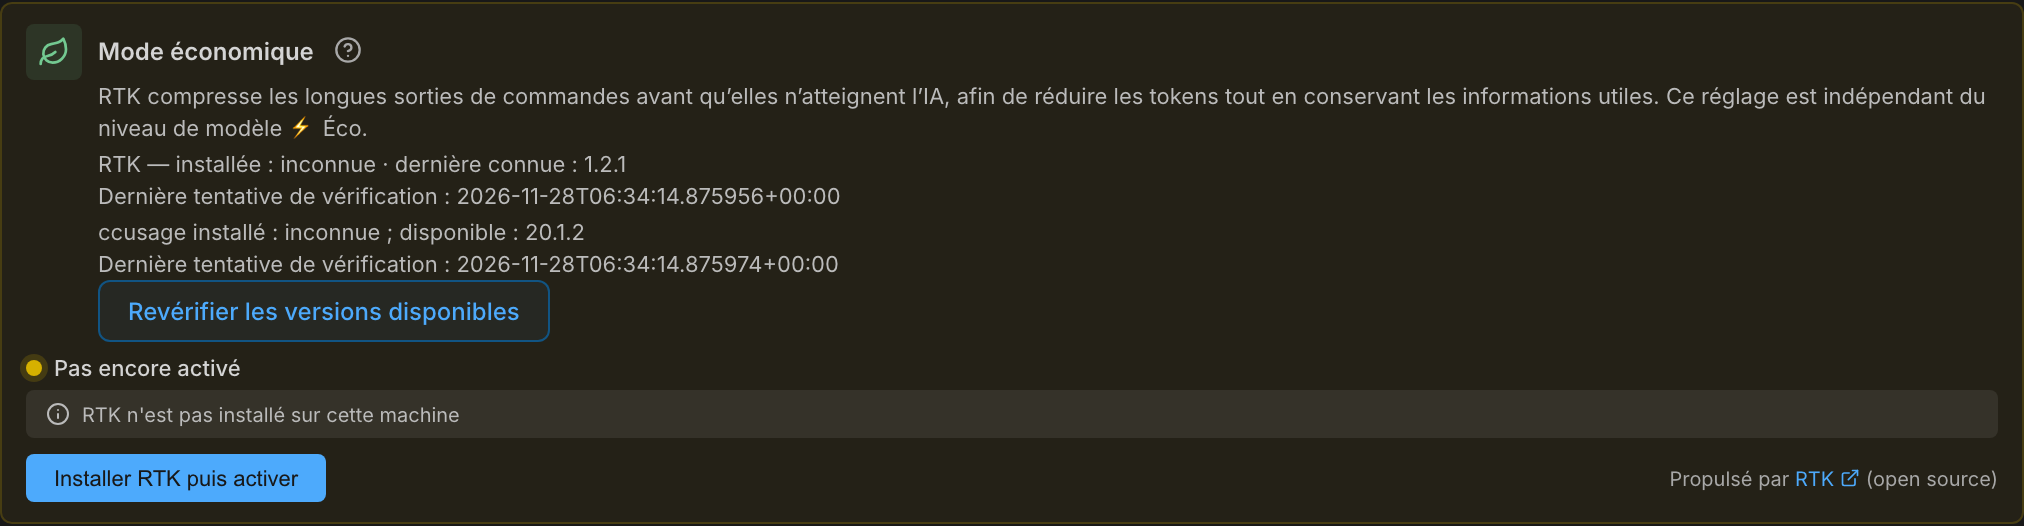 Mode économique
RTK compresse les longues sorties de commandes avant qu’elles n’atteignent l’IA, afin de réduire les tokens tout en conservant les informations utiles. Ce réglage est indépendant du
niveau de modèle ⚡ Éco.
RTK — installée : inconnue · dernière connue : 1.2.1
Dernière tentative de vérification : 2026-11-28T06:34:14.875956+00:00
ccusage installé : inconnue ; disponible : 20.1.2
Dernière tentative de vérification : 2026-11-28T06:34:14.875974+00:00
Revérifier les versions disponibles
Pas encore activé
RTK n'est pas installé sur cette machine
Installer RTK puis activer
Propulsé par RTK (open source)